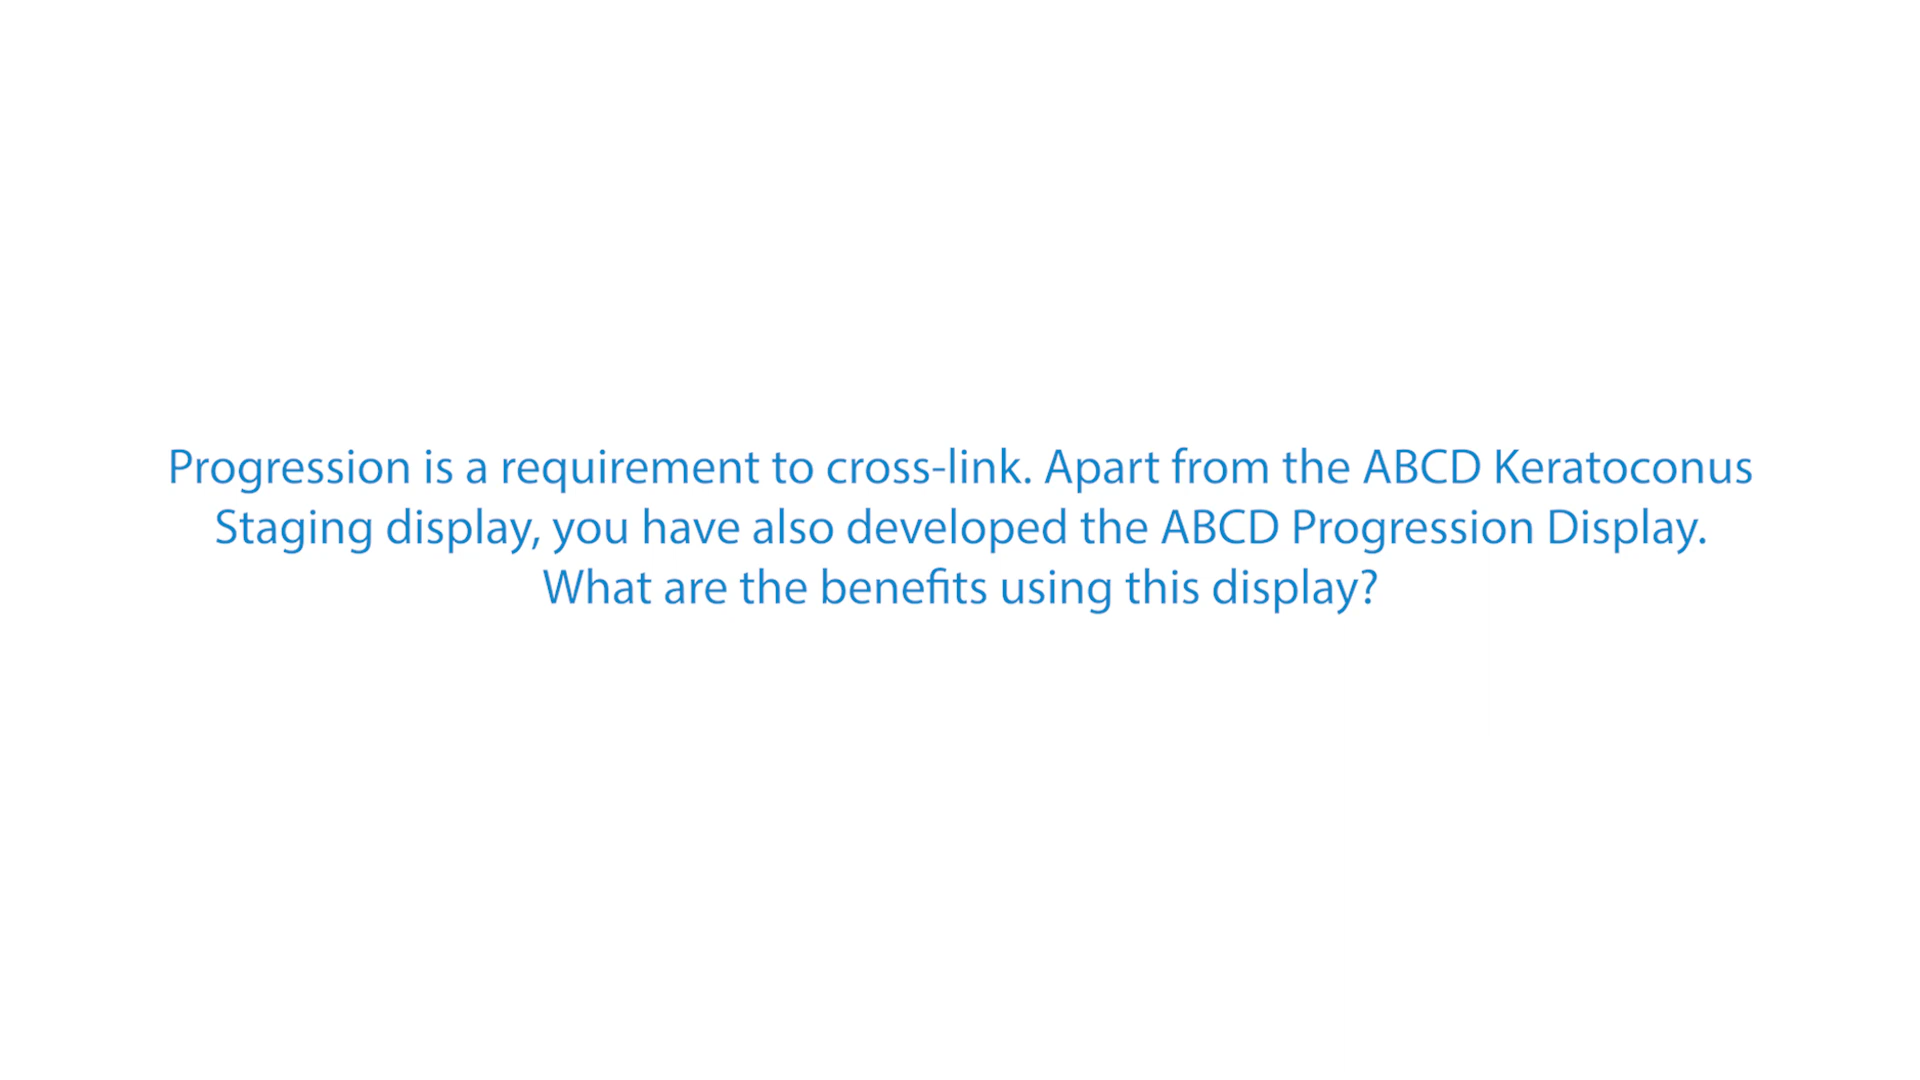 Progression is a requirement to cross-link. Apart from the ABCD Keratoconus
Staging display, you have also developed the ABCD Progression Display.
What are the benefits using this display?